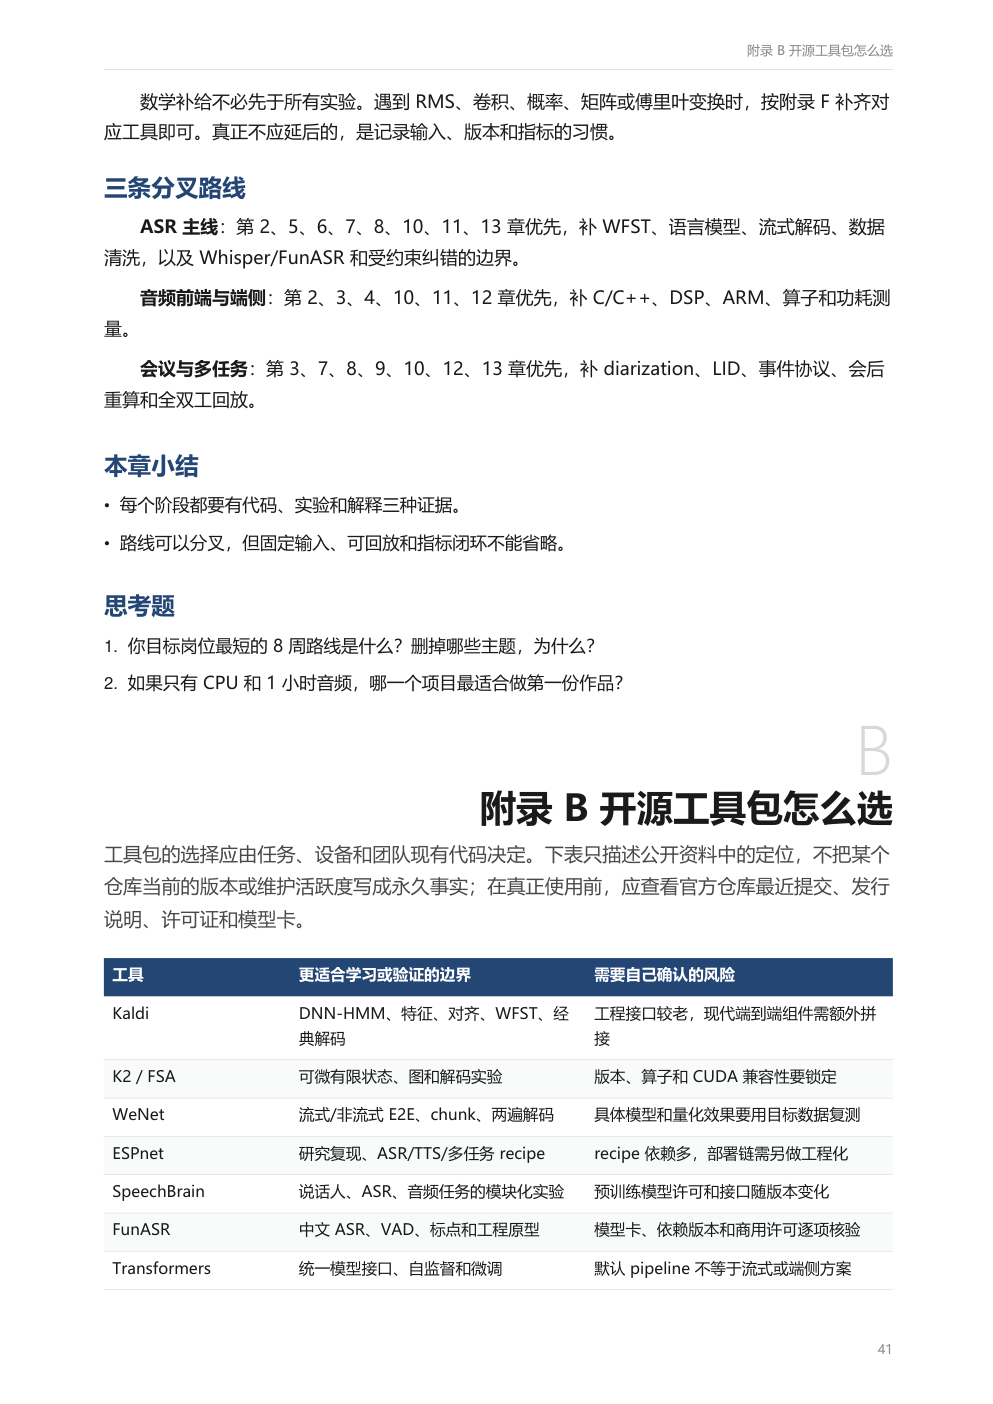 附录 B 开源工具包怎么选
数学补给不必先于所有实验。遇到 RMS、卷积、概率、矩阵或傅里叶变换时，按附录 F 补齐对
应工具即可。真正不应延后的，是记录输入、版本和指标的习惯。
三条分叉路线
ASR 主线：第 2、5、6、7、8、10、11、13 章优先，补 WFST、语言模型、流式解码、数据
清洗，以及 Whisper/FunASR 和受约束纠错的边界。
音频前端与端侧：第 2、3、4、10、11、12 章优先，补 C/C++、DSP、ARM、算子和功耗测
量。
会议与多任务：第 3、7、8、9、10、12、13 章优先，补 diarization、LID、事件协议、会后
重算和全双工回放。
本章小结
• 每个阶段都要有代码、实验和解释三种证据。
• 路线可以分叉，但固定输入、可回放和指标闭环不能省略。
思考题
1. 你目标岗位最短的 8 周路线是什么？删掉哪些主题，为什么？
2. 如果只有 CPU 和 1 小时音频，哪一个项目最适合做第一份作品？
B
附录 B 开源工具包怎么选
工具包的选择应由任务、设备和团队现有代码决定。下表只描述公开资料中的定位，不把某个
仓库当前的版本或维护活跃度写成永久事实；在真正使用前，应查看官方仓库最近提交、发行
说明、许可证和模型卡。
工具 更适合学习或验证的边界 需要自己确认的风险
Kaldi DNN-HMM、特征、对齐、WFST、经 工程接口较老，现代端到端组件需额外拼
典解码 接
K2 / FSA 可微有限状态、图和解码实验 版本、算子和 CUDA 兼容性要锁定
WeNet 流式/非流式 E2E、chunk、两遍解码 具体模型和量化效果要用目标数据复测
ESPnet 研究复现、ASR/TTS/多任务 recipe recipe 依赖多，部署链需另做工程化
SpeechBrain 说话人、ASR、音频任务的模块化实验 预训练模型许可和接口随版本变化
FunASR 中文 ASR、VAD、标点和工程原型 模型卡、依赖版本和商用许可逐项核验
Transformers 统一模型接口、自监督和微调 默认 pipeline 不等于流式或端侧方案
41